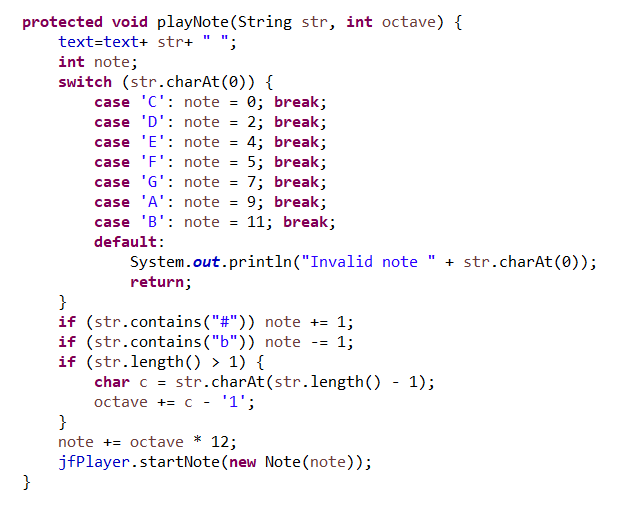 protected void playNote(String str, int octave) {
    text=text+ str+ " ";
    int note;
    switch (str.charAt(0)) {
        case 'C': note = 0; break;
        case 'D': note = 2; break;
        case 'E': note = 4; break;
        case 'F': note = 5; break;
        case 'G': note = 7; break;
        case 'A': note = 9; break;
        case 'B': note = 11; break;
        default:
            System.out.println("Invalid note " + str.charAt(0));
            return;
    }
    if (str.contains("#")) note += 1;
    if (str.contains("b")) note -= 1;
    if (str.length() > 1) {
        char c = str.charAt(str.length() - 1);
        octave += c - '1';
    }
    note += octave * 12;
    jfPlayer.startNote(new Note(note));
}